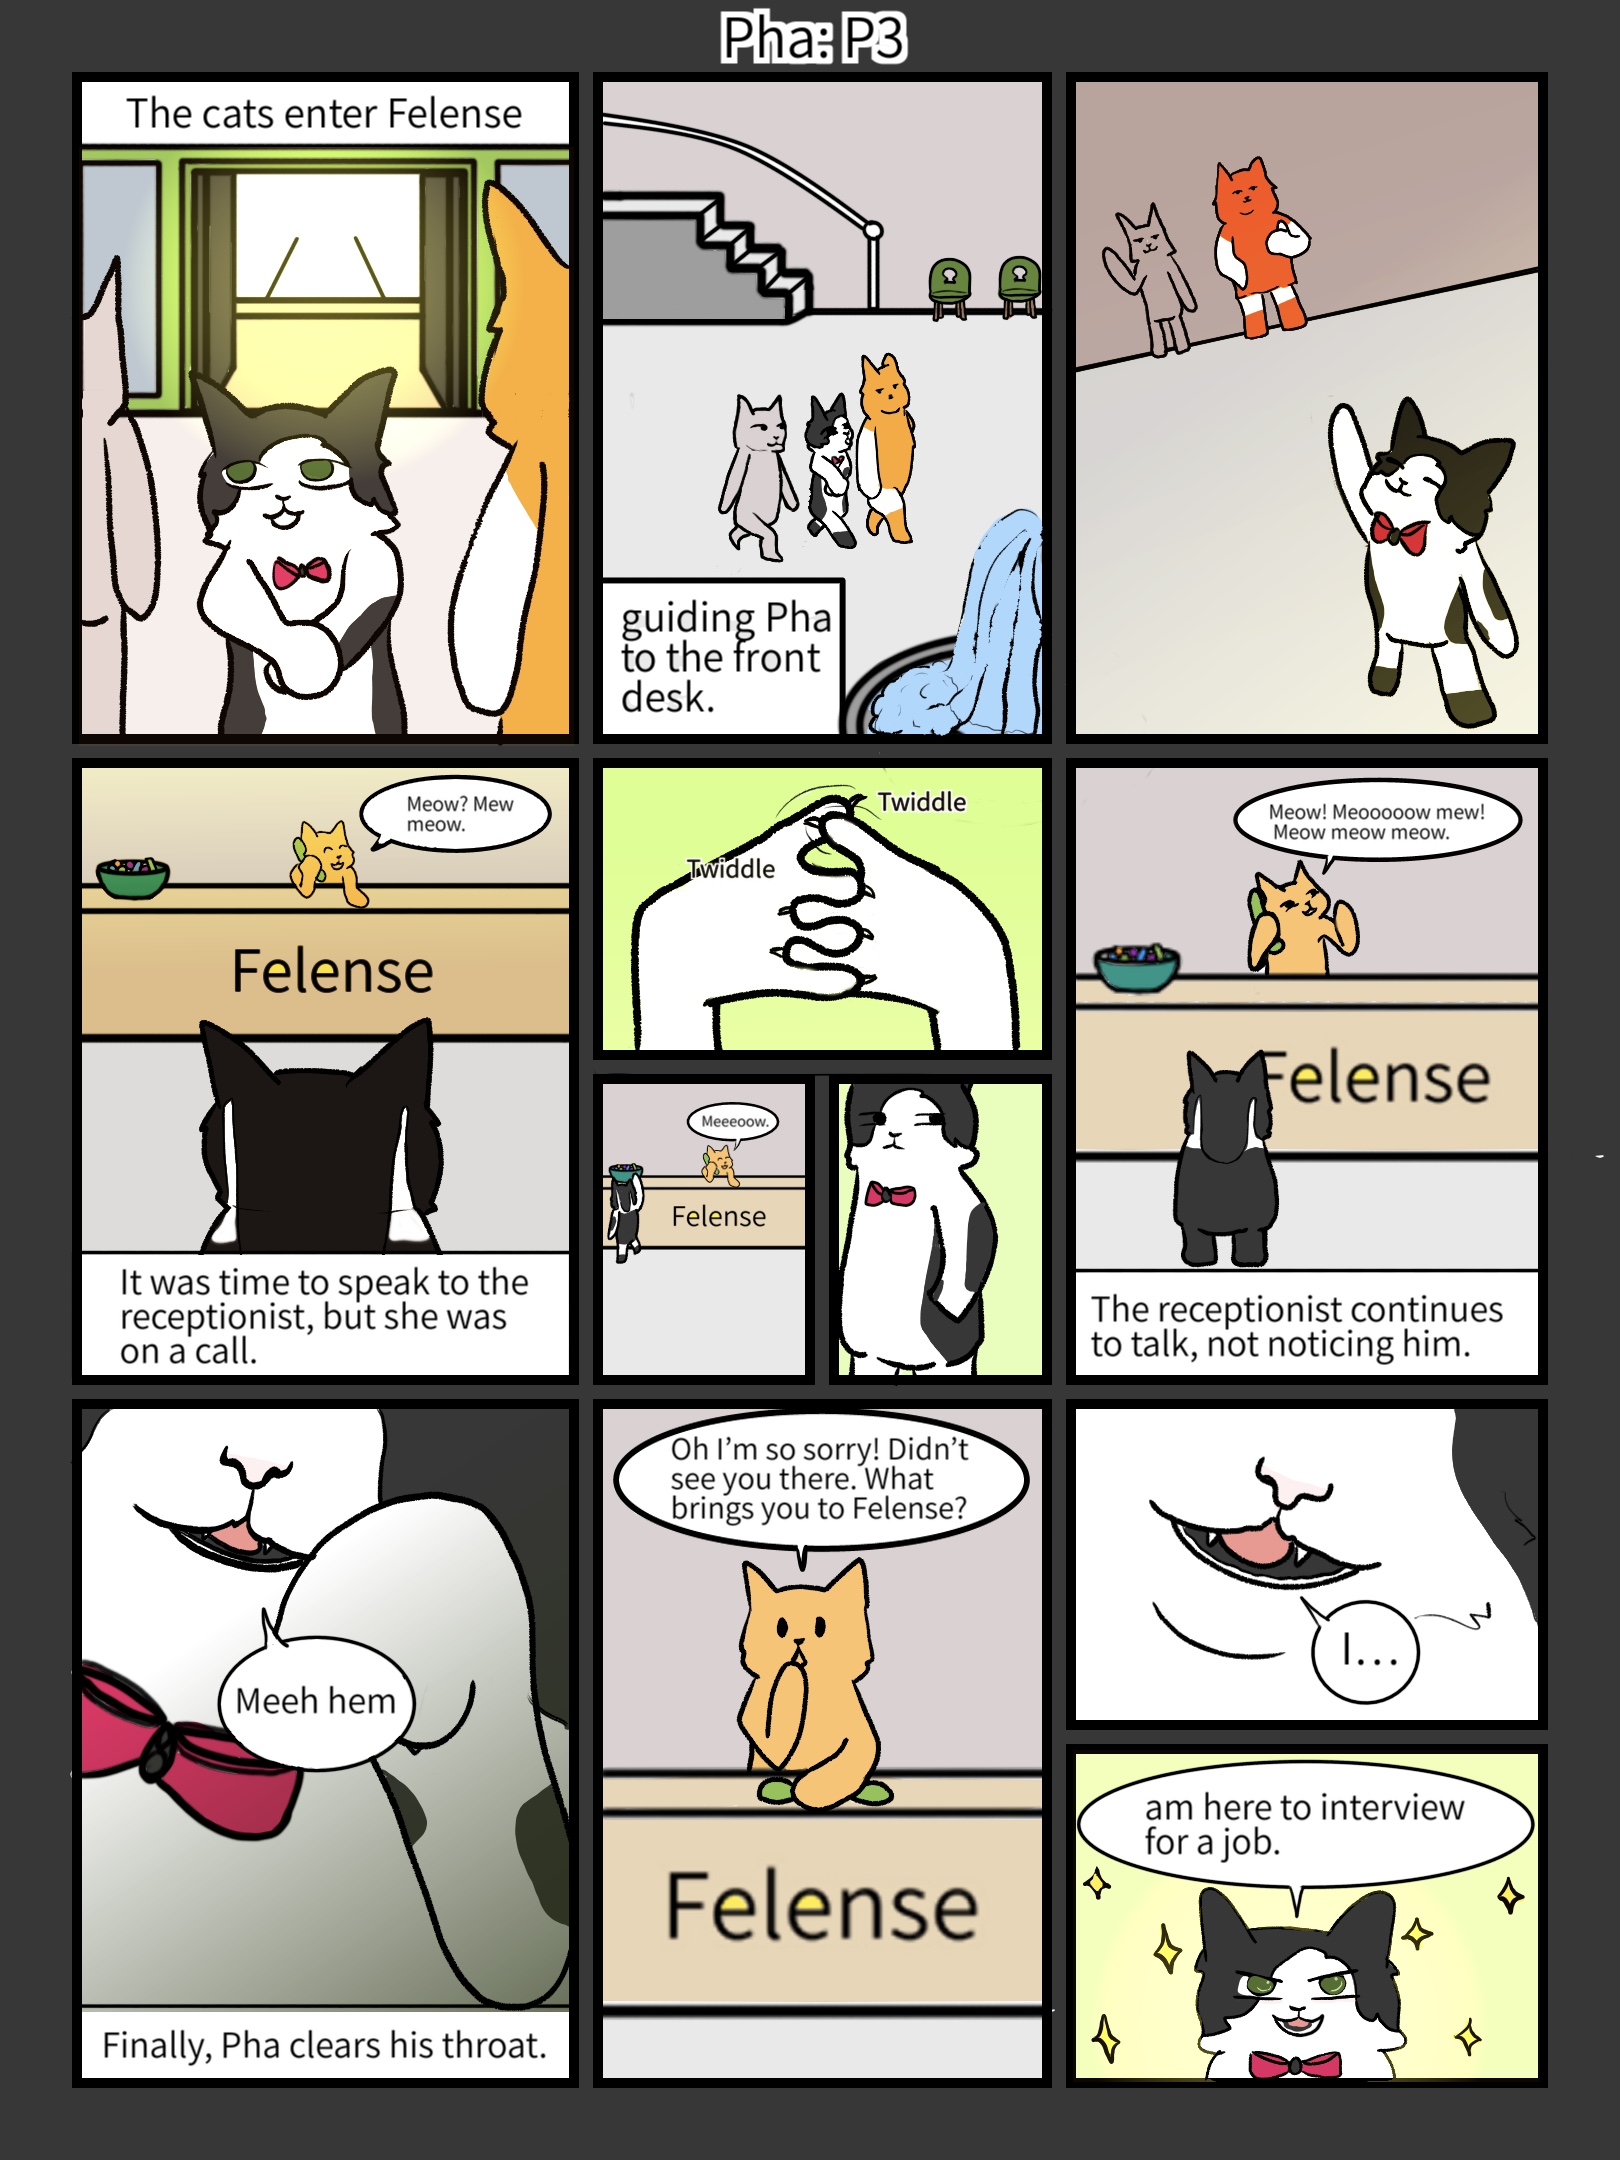 Pha: P3
The cats enter Felense
guiding Pha
to the front
desk.
Meow? Mew
meow.
Felense
It was time to speak to the
receptionist, but she was
on a call.
Twiddle
Twiddle
Meeeoow.
Felense
Meow! Meooooow mew!
Meow meow meow.
Felense
The receptionist continues
to talk, not noticing him.
Meeh hem
Finally, Pha clears his throat.
Oh I’m so sorry! Didn’t
see you there. What
brings you to Felense?
Felense
I...
am here to interview
for a job.